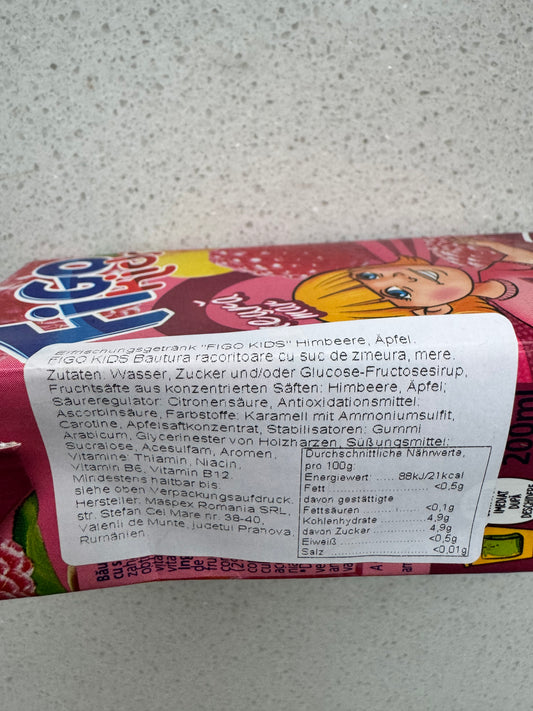 FIGO
Kids
Erfrischungsgetränk "FIGO KIDS" Himbeere, Äpfel.
FIGO KIDS Bautura racoritoare cu suc de zmeura, mere.
Zutaten: Wasser, Zucker und/oder Glucose-Fructosesirup,
Fruchtsäfte aus konzentrierten Säften: Himbeere, Äpfel;
Säureregulator: Citronensäure, Antioxidationsmittel:
Ascorbinsäure, Farbstoffe: Karamell mit Ammoniumsulfit,
Carotine, Apfelsaftkonzentrat, Stabilisatoren: Gummi
Arabicum, Glycerinester von Holzharzen, Süßungsmittel:
Sucralose, Acesulfam, Aromen,
Vitamine, Thiamin, Niacin,
Vitamin B6, Vitamin B12.
Mindestens haltbar bis:
siehe oben Verpackungsaufdruck.
Hersteller: Maspex Romania SRL,
str. Stefan Cel Mare nr. 38-40,
Valenii de Munte, judetul Prahova,
Rumänien
Durchschnittliche Nährwerte,
pro 100g:
Energiewert: ..... 88kJ/21kcal
Fett ..... <0,5g
davon gesättigte
Fettsäuren ..... <0,1g
Kohlenhydrate ..... 4,9g
davon Zucker ..... 4,9g
Eiweiß ..... <0,5g
Salz ..... <0,01g
200ml
IMEDIAT
DUPĂ